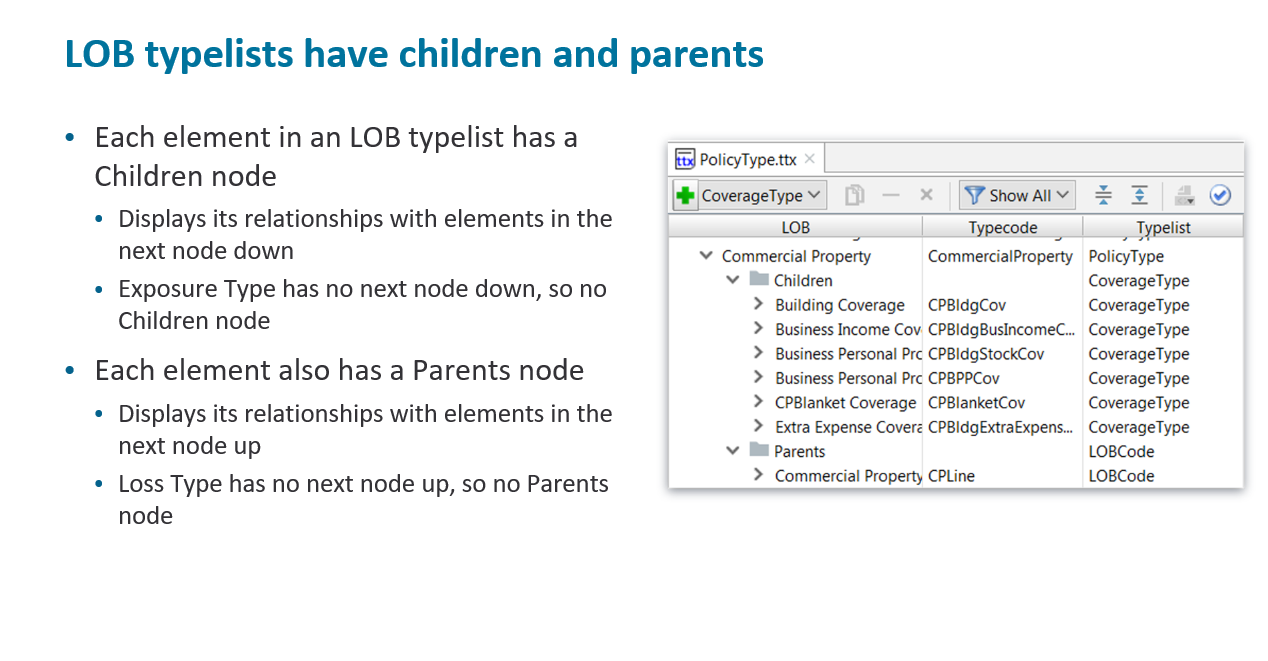 LOB typelists have children and parents
• Each element in an LOB typelist has a
Children node
• Displays its relationships with elements in the
next node down
• Exposure Type has no next node down, so no
Children node
• Each element also has a Parents node
• Displays its relationships with elements in the
next node up
• Loss Type has no next node up, so no Parents
node
ttx PolicyType.ttx
CoverageType Show All
LOB Typecode Typelist
Commercial Property CommercialProperty PolicyType
Children CoverageType
Building Coverage CPBldgCov CoverageType
Business Income Cov CPBldgBusIncomeC... CoverageType
Business Personal Prc CPBldgStockCov CoverageType
Business Personal Prc CPBPPCov CoverageType
CPBlanket Coverage CPBlanketCov CoverageType
Extra Expense Covera CPBldgExtraExpens... CoverageType
Parents LOBCode
Commercial Property CPLine LOBCode